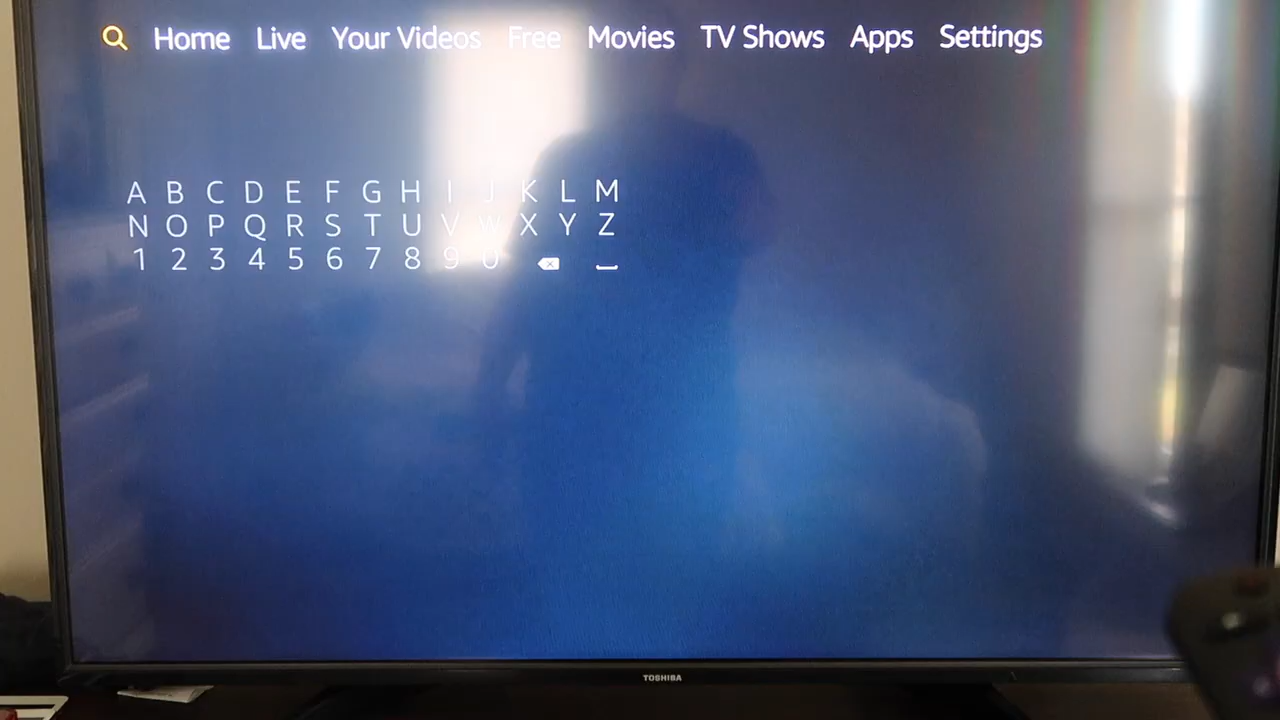 Home Live Your Videos Free Movies TV Shows Apps Settings
A B C D E F G H I J K L M
N O P Q R S T U V W X Y Z
1 2 3 4 5 6 7 8 9 0
TOSHIBA